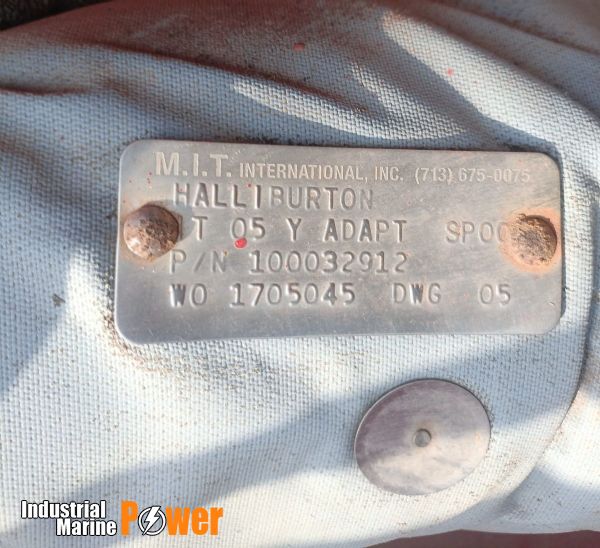 M.I.T. INTERNATIONAL, INC. (713) 675-0075
HALLIBURTON
T 05 Y ADAPT
P/N 100032912
WO 1705045 DWG 05
Industrial
Marine Power